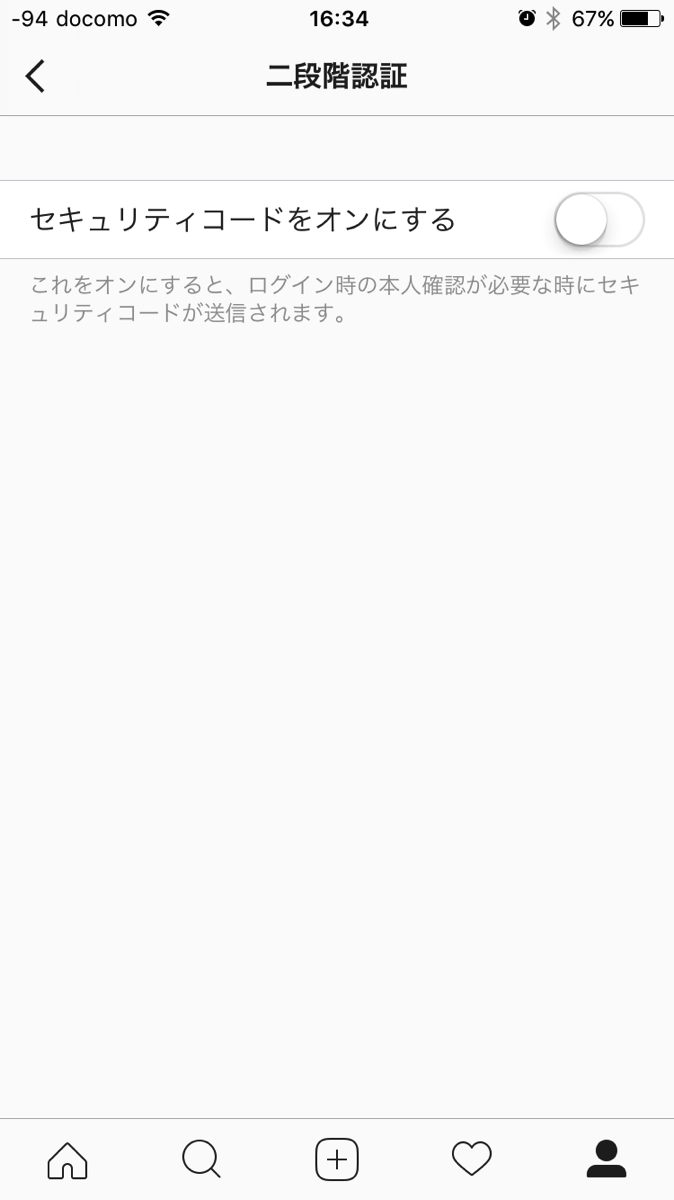 -94 docomo 16:34 67%
二段階認証
セキュリティコードをオンにする
これをオンにすると、ログイン時の本人確認が必要な時にセキ
ュリティコードが送信されます。